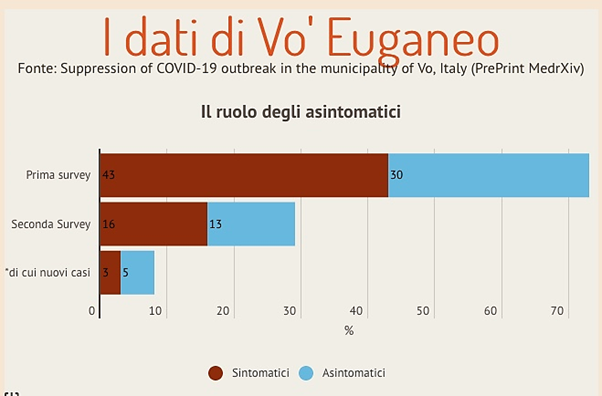 I dati di Vo' Euganeo
Fonte: Suppression of COVID-19 outbreak in the municipality of Vo, Italy (PrePrint MedrXiv)
Il ruolo degli asintomatici
Prima survey 43 30
Seconda Survey 16 13
*di cui nuovi casi 3 5
0 10 20 30 40 50 60 70
%
Sintomatici Asintomatici